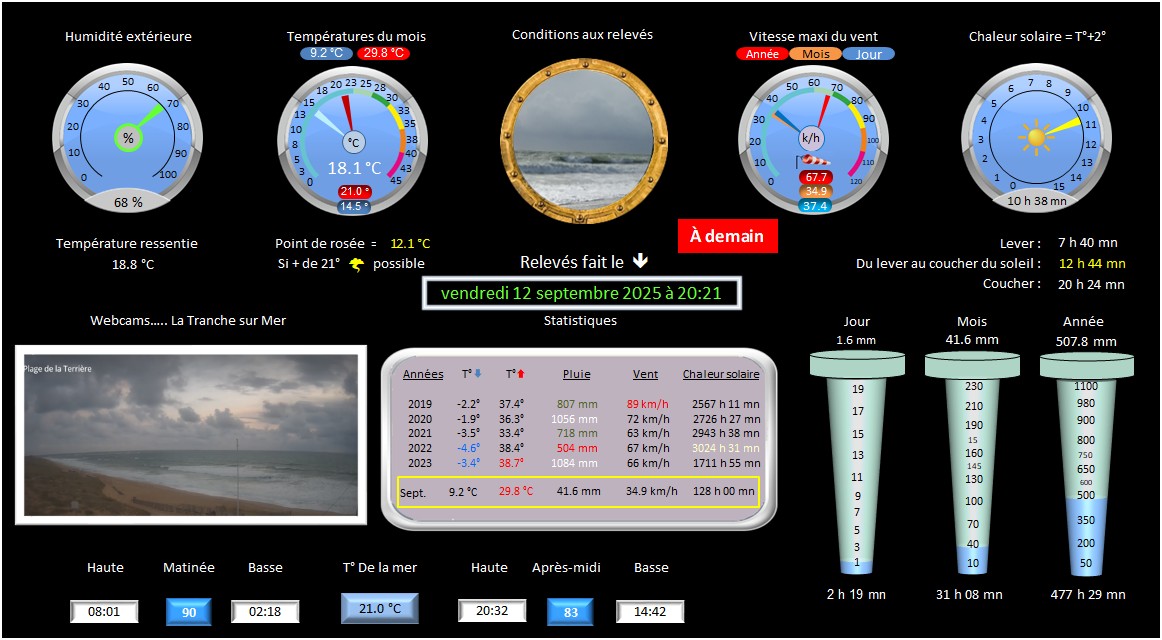 Humidité extérieure
Températures du mois
9.2 °C 29.8 °C
Conditions aux relevés
Vitesse maxi du vent
Année Mois Jour
Chaleur solaire = T°+2°
0 10 20 30 40 50 60 70 80 90 100
%
68 %
0 3 5 8 10 13 15 18 20 23 25 28 30 33 35 38 40 43 45
°C
18.1 °C
21.0 °
14.5 °
0 10 20 30 40 50 60 70 80 90 100 110 120
k/h
67.7
34.9
37.4
0 1 2 3 4 5 6 7 8 9 10 11 12 13 14 15
10 h 38 mn
Température ressentie
18.8 °C
Point de rosée = 12.1 °C
Si + de 21° possible
À demain
Relevés fait le
vendredi 12 septembre 2025 à 20:21
Lever : 7 h 40 mn
Du lever au coucher du soleil : 12 h 44 mn
Coucher : 20 h 24 mn
Webcams..... La Tranche sur Mer
Plage de la Terrière
Statistiques
Années T° T° Pluie Vent Chaleur solaire
2019 -2.2° 37.4° 807 mm 89 km/h 2567 h 11 mn
2020 -1.9° 36.3° 1056 mm 72 km/h 2726 h 27 mn
2021 -3.5° 33.4° 718 mm 63 km/h 2943 h 38 mn
2022 -4.6° 38.4° 504 mm 67 km/h 3024 h 31 mn
2023 -3.4° 38.7° 1084 mm 66 km/h 1711 h 55 mn
Sept. 9.2 °C 29.8 °C 41.6 mm 34.9 km/h 128 h 00 mn
Jour
1.6 mm
19
17
15
13
11
9
7
5
3
1
2 h 19 mn
Mois
41.6 mm
230
210
190
15
160
145
130
100
70
40
10
31 h 08 mn
Année
507.8 mm
1100
980
900
800
750
650
600
500
350
200
50
477 h 29 mn
Haute Matinée Basse
08:01 90 02:18
T° De la mer
21.0 °C
Haute Après-midi Basse
20:32 83 14:42